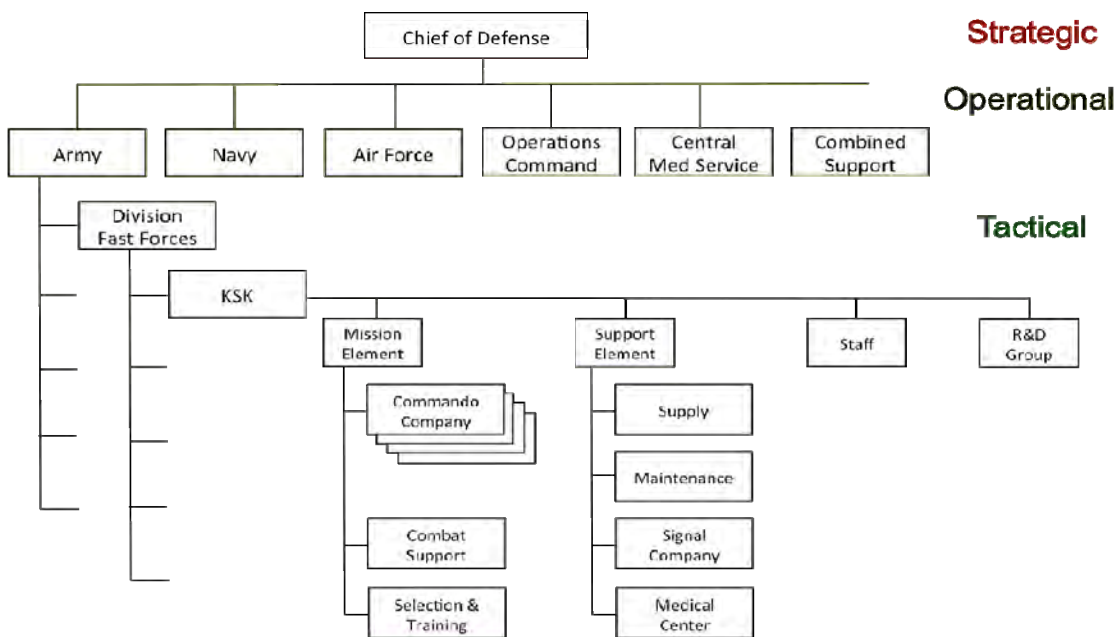 Chief of Defense
Strategic
Operational
Army
Navy
Air Force
Operations
Command
Central
Med Service
Combined
Support
Division
Fast Forces
Tactical
KSK
Mission
Element
Support
Element
Staff
R&D
Group
Commando
Company
Supply
Maintenance
Combat
Support
Signal
Company
Selection &
Training
Medical
Center